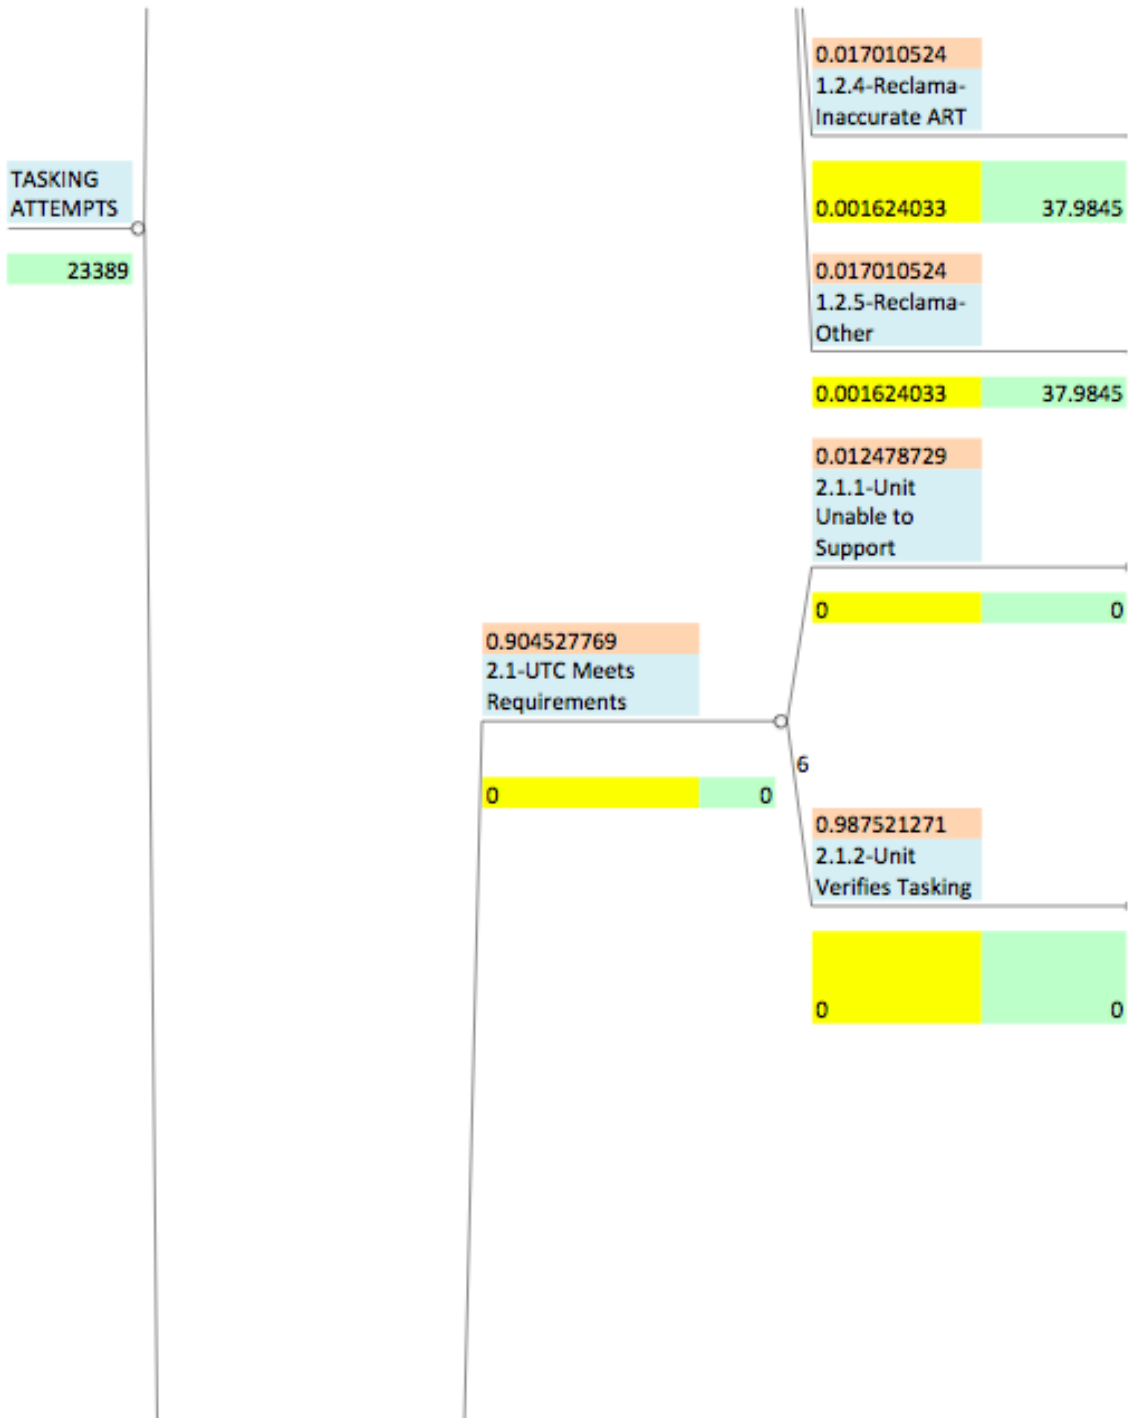 0.017010524
1.2.4-Reclama-
Inaccurate ART
0.001624033 37.9845
TASKING
ATTEMPTS
23389
0.017010524
1.2.5-Reclama-
Other
0.001624033 37.9845
0.012478729
2.1.1-Unit
Unable to
Support
0 0
0.904527769
2.1-UTC Meets
Requirements
0 0
6
0.987521271
2.1.2-Unit
Verifies Tasking
0 0